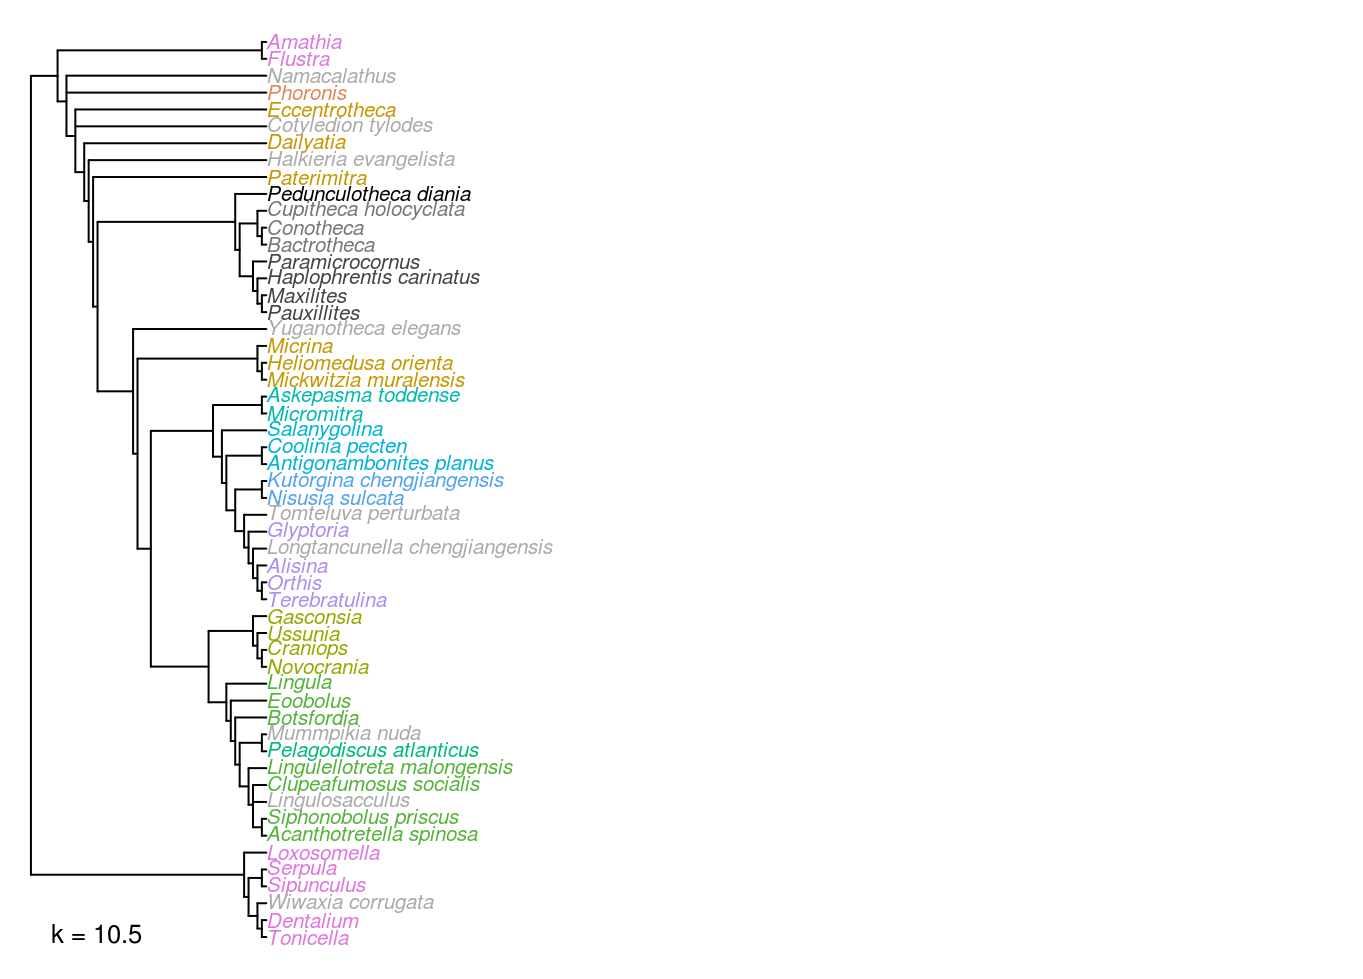 Amathia
Flustra
Namacalathus
Phoronis
Eccentrotheca
Cotyledion tylodes
Dailyatia
Halkieria evangelista
Paterimitra
Pedunculotheca diania
Cupitheca holocyclata
Conotheca
Bactrotheca
Paramicrocornus
Haplophrentis carinatus
Maxilites
Pauxillites
Yuganotheca elegans
Micrina
Heliomedusa orienta
Mickwitzia muralensis
Askepasma toddense
Micromitra
Salanygolina
Coolinia pecten
Antigonambonites planus
Kutorgina chengjiangensis
Nisusia sulcata
Tomteluva perturbata
Glyptoria
Longtancunella chengjiangensis
Alisina
Orthis
Terebratulina
Gasconsia
Ussunia
Craniops
Novocrania
Lingula
Eoobolus
Botsfordia
Mummpikia nuda
Pelagodiscus atlanticus
Lingulellotreta malongensis
Clupeafumosus socialis
Lingulosacculus
Siphonobolus priscus
Acanthotretella spinosa
Loxosomella
Serpula
Sipunculus
Wiwaxia corrugata
Dentalium
Tonicella
k = 10.5